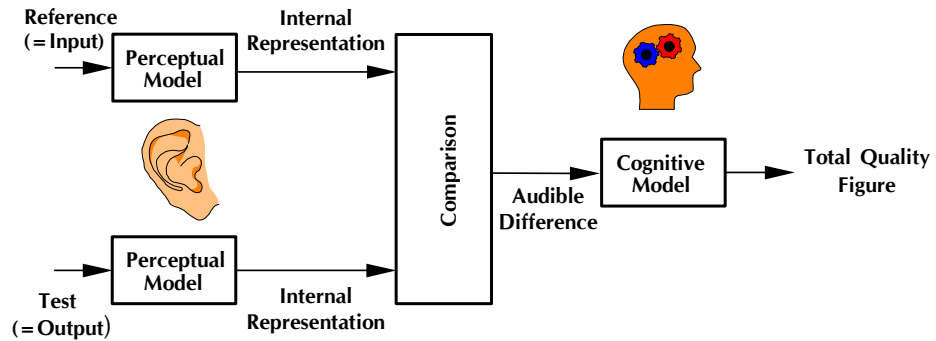 Reference
(=Input)
Perceptual
Model
Internal
Representation
Comparison
Audible
Difference
Cognitive
Model
Total Quality
Figure
Perceptual
Model
Test
(=Output)
Internal
Representation